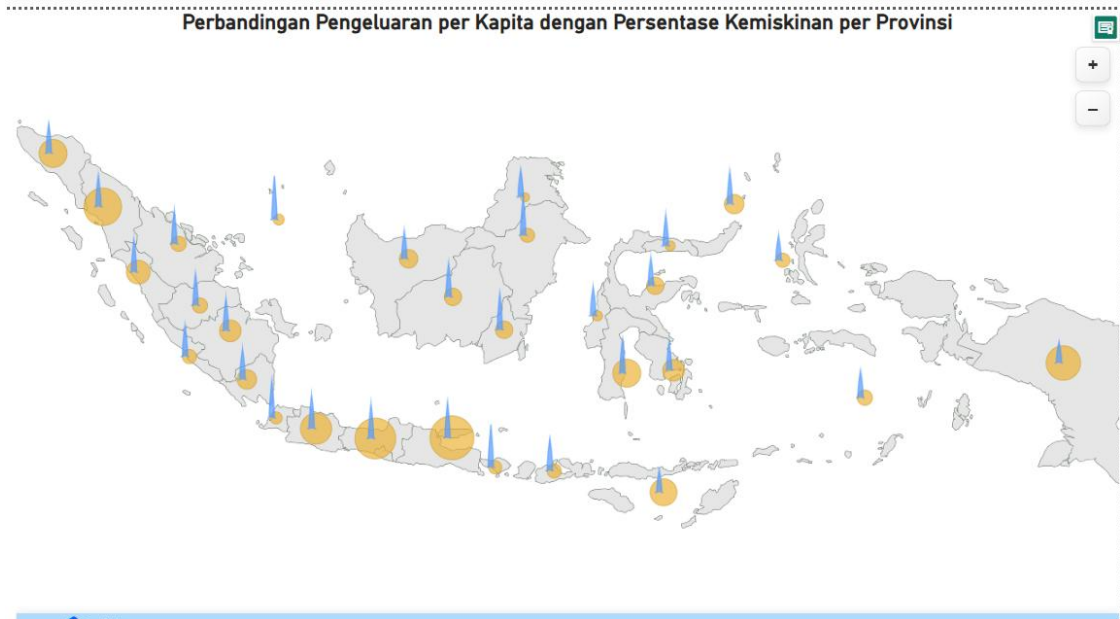 Perbandingan Pengeluaran per Kapita dengan Persentase Kemiskinan per Provinsi
+
−